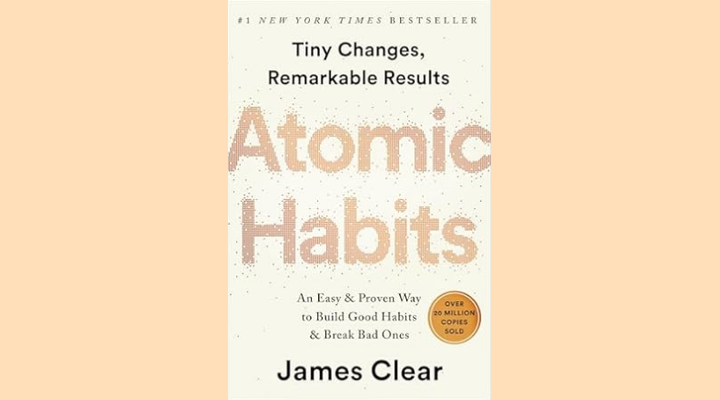 #1 NEW YORK TIMES BESTSELLER
Tiny Changes,
Remarkable Results
Atomic
Habits
An Easy & Proven Way
to Build Good Habits
& Break Bad Ones
OVER
20 MILLION
COPIES
SOLD
James Clear